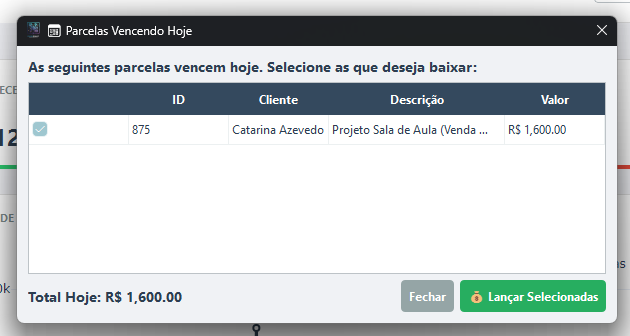 Parcelas Vencendo Hoje
As seguintes parcelas vencem hoje. Selecione as que deseja baixar:
ID Cliente Descrição Valor
875 Catarina Azevedo Projeto Sala de Aula (Venda ... R$ 1,600.00
Total Hoje: R$ 1,600.00 Fechar Lançar Selecionadas